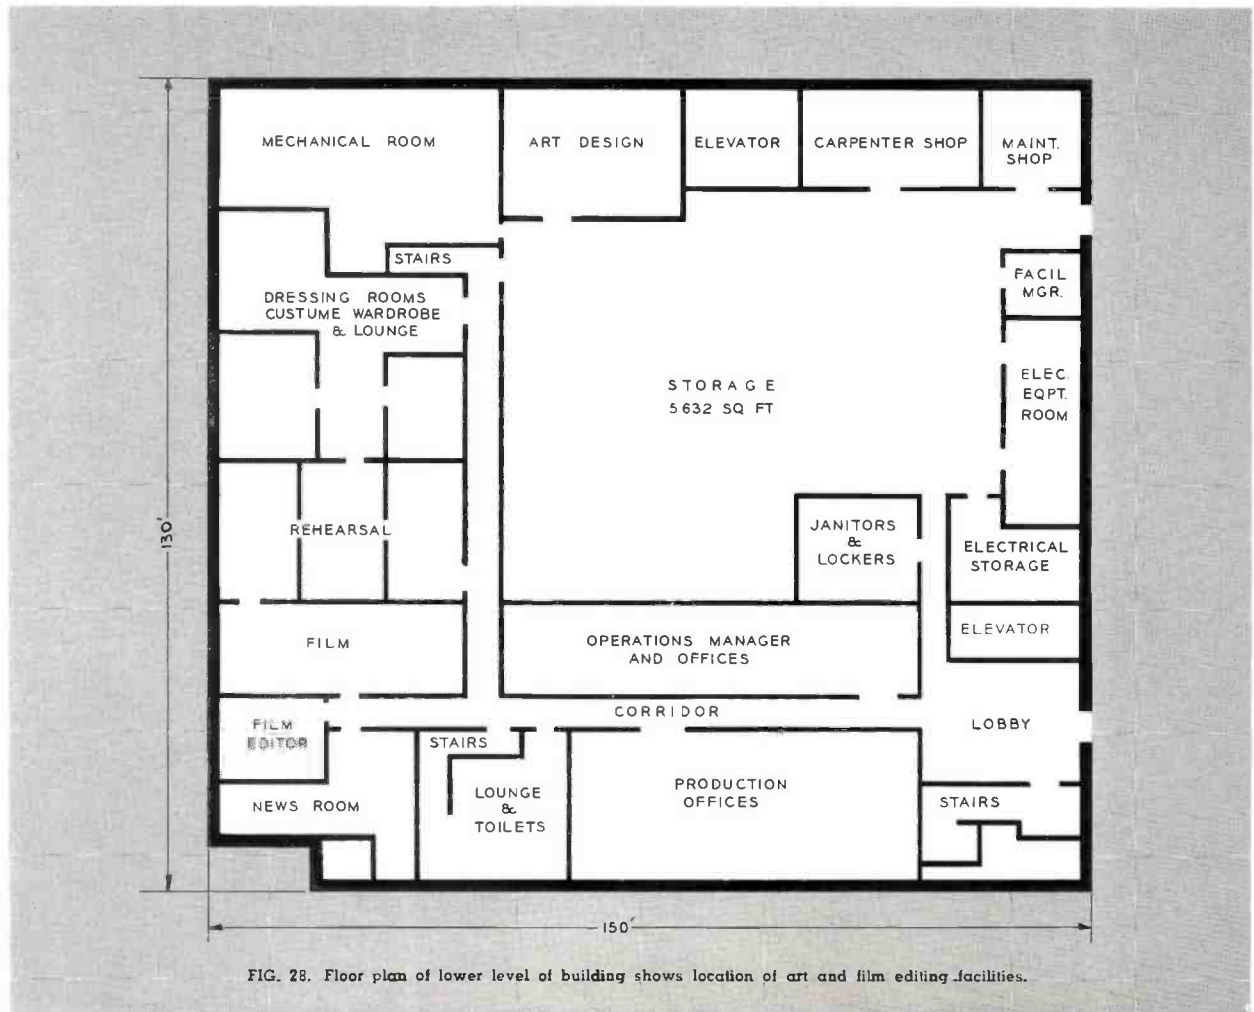 MECHANICAL ROOM
ART DESIGN
ELEVATOR
CARPENTER SHOP
MAINT.
SHOP
STAIRS
FACIL
MGR.
DRESSING ROOMS
CUSTUME WARDROBE
& LOUNGE
STORAGE
5632 SQ FT
ELEC.
EQPT.
ROOM
130'
REHEARSAL
JANITORS
&
LOCKERS
ELECTRICAL
STORAGE
FILM
OPERATIONS MANAGER
AND OFFICES
ELEVATOR
CORRIDOR
LOBBY
FILM
EDITOR
STAIRS
NEWS ROOM
LOUNGE
&
TOILETS
PRODUCTION
OFFICES
STAIRS
150'
FIG. 28. Floor plan of lower level of building shows location of art and film editing facilities.